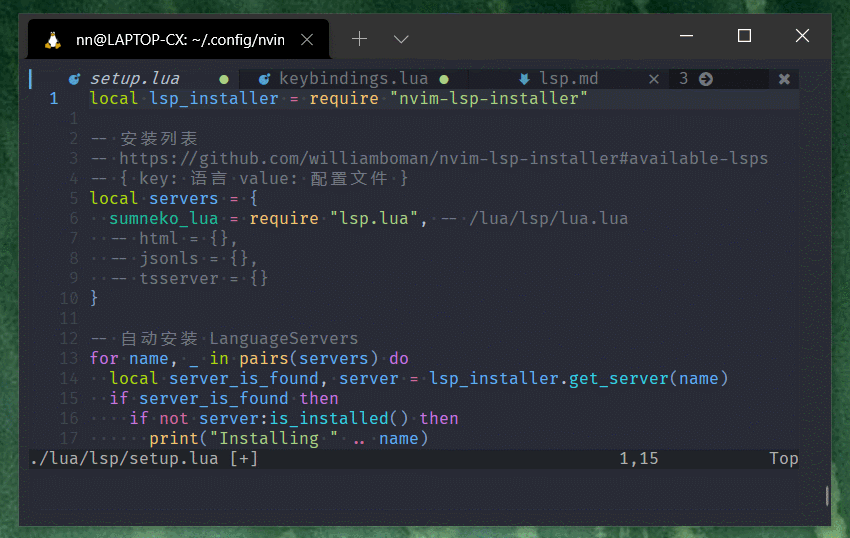 nn@LAPTOP-CX: ~/.config/nvin
setup.lua keybindings.lua lsp.md 3
1 local lsp_installer = require "nvim-lsp-installer"
1
2 -- 安装列表
3 -- https://github.com/williamboman/nvim-lsp-installer#available-lsps
4 -- { key: 语言 value: 配置文件 }
5 local servers = {
6 sumneko_lua = require "lsp.lua", -- /lua/lsp/lua.lua
7 -- html = {},
8 -- jsonls = {},
9 -- tsserver = {}
10 }
11
12 -- 自动安装 LanguageServers
13 for name, _ in pairs(servers) do
14 local server_is_found, server = lsp_installer.get_server(name)
15 if server_is_found then
16 if not server:is_installed() then
17 print("Installing " .. name)
./lua/lsp/setup.lua [+] 1,15 Top